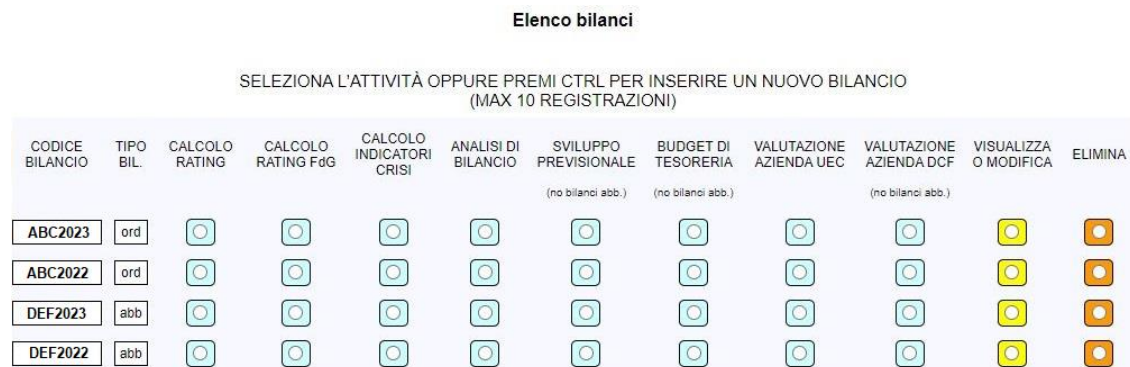 Elenco bilanci
SELEZIONA L'ATTIVITÀ OPPURE PREMI CTRL PER INSERIRE UN NUOVO BILANCIO
(MAX 10 REGISTRAZIONI)
CODICE BILANCIO TIPO BIL. CALCOLO RATING CALCOLO RATING FdG CALCOLO INDICATORI CRISI ANALISI DI BILANCIO SVILUPPO PREVISIONALE BUDGET DI TESORERIA VALUTAZIONE AZIENDA UEC VALUTAZIONE AZIENDA DCF VISUALIZZA O MODIFICA ELIMINA
(no bilanci abb.) (no bilanci abb.) (no bilanci abb.)
ABC2023 ord
ABC2022 ord
DEF2023 abb
DEF2022 abb